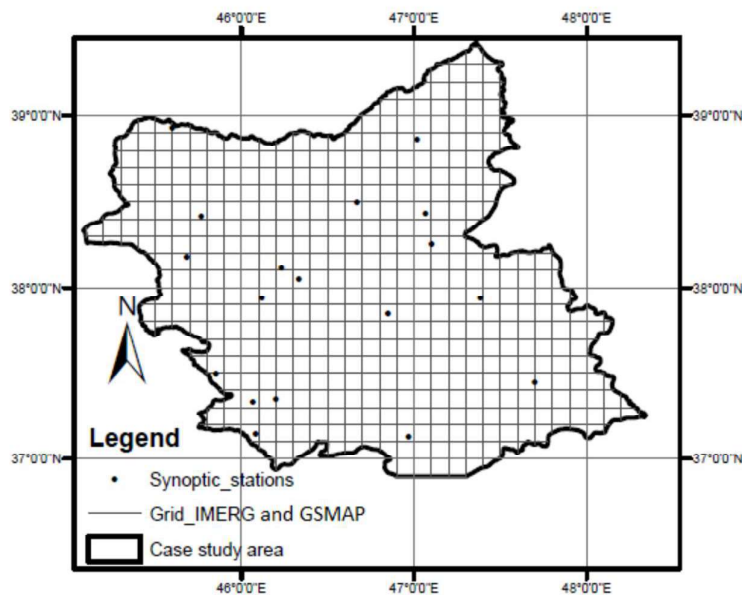 46°0'0"E 47°0'0"E 48°0'0"E
39°0'0"N 39°0'0"N
38°0'0"N 38°0'0"N
N
Legend
37°0'0"N 37°0'0"N
Synoptic_stations
Grid_IMERG and GSMAP
Case study area
46°0'0"E 47°0'0"E 48°0'0"E